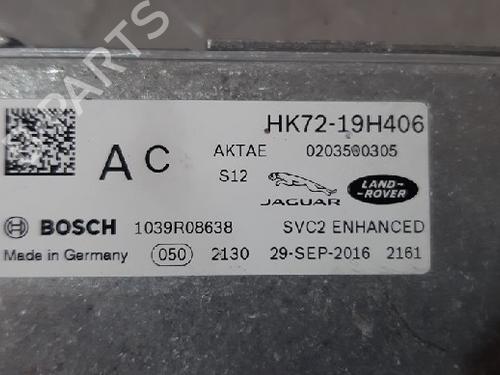 PARTS
HK72-19H406
AC
AKTAE 0203500305
S12
JAGUAR
LAND-
ROVER
BOSCH 1039R08638 SVC2 ENHANCED
Made in Germany 050 2130 29-SEP-2016 2161